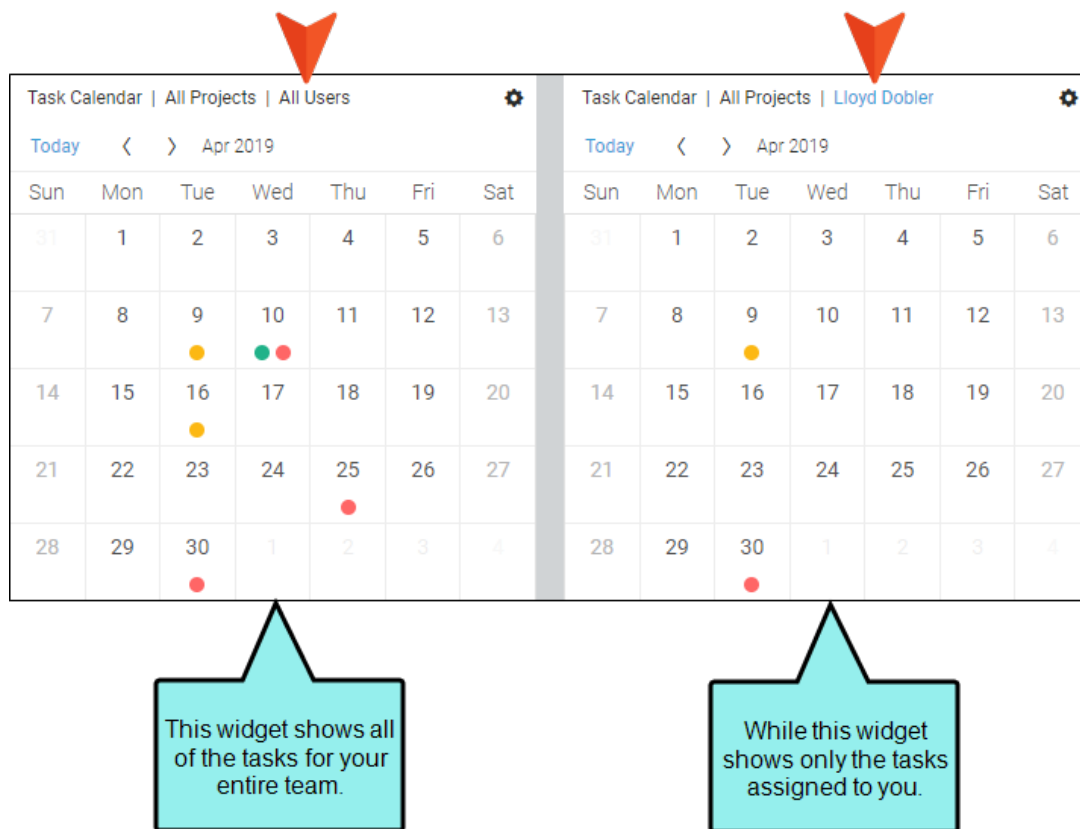 Task Calendar | All Projects | All Users
Today < > Apr 2019
Sun Mon Tue Wed Thu Fri Sat
31 1 2 3 4 5 6
7 8 9 10 11 12 13
14 15 16 17 18 19 20
21 22 23 24 25 26 27
28 29 30 1 2 3 4
This widget shows all
of the tasks for your
entire team.
Task Calendar | All Projects | Lloyd Dobler
Today < > Apr 2019
Sun Mon Tue Wed Thu Fri Sat
31 1 2 3 4 5 6
7 8 9 10 11 12 13
14 15 16 17 18 19 20
21 22 23 24 25 26 27
28 29 30 1 2 3 4
While this widget
shows only the tasks
assigned to you.